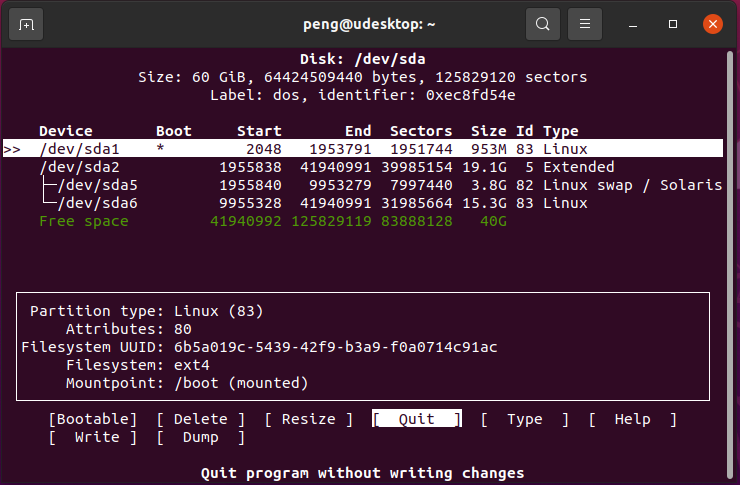 peng@udesktop: ~
Disk: /dev/sda
Size: 60 GiB, 64424509440 bytes, 125829120 sectors
Label: dos, identifier: 0xec8fd54e
Device Boot Start End Sectors Size Id Type
>> /dev/sda1 * 2048 1953791 1951744 953M 83 Linux
/dev/sda2 1955838 41940991 39985154 19.1G 5 Extended
├─/dev/sda5 1955840 9953279 7997440 3.8G 82 Linux swap / Solaris
└─/dev/sda6 9955328 41940991 31985664 15.3G 83 Linux
Free space 41940992 125829119 83888128 40G
Partition type: Linux (83)
Attributes: 80
Filesystem UUID: 6b5a019c-5439-42f9-b3a9-f0a0714c91ac
Filesystem: ext4
Mountpoint: /boot (mounted)
[Bootable] [ Delete ] [ Resize ] [ Quit ] [ Type ] [ Help ]
[ Write ] [ Dump ]
Quit program without writing changes